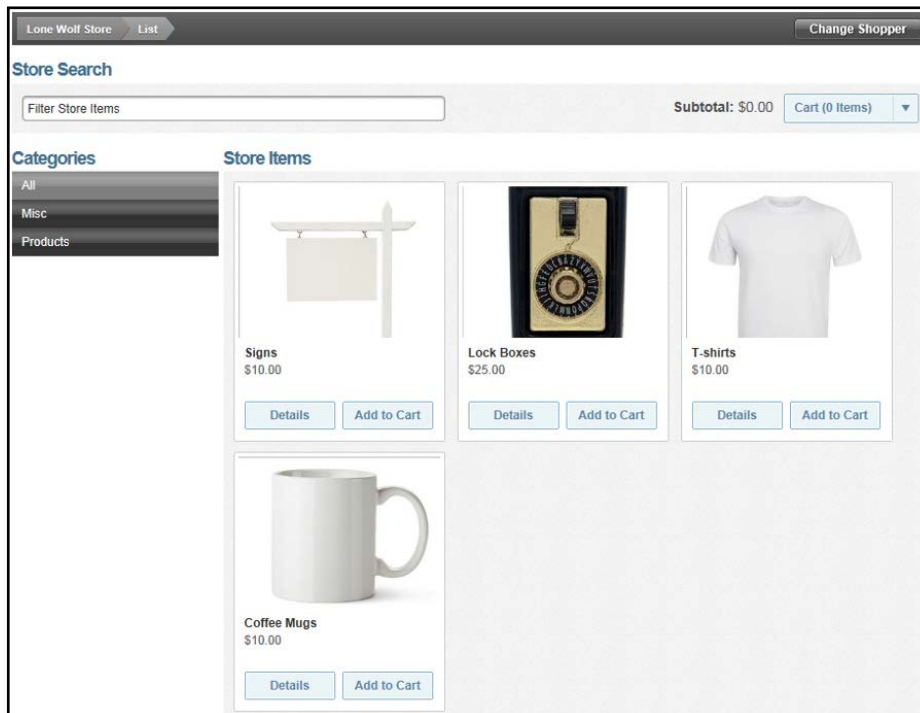 Lone Wolf Store List Change Shopper
Store Search
Filter Store Items Subtotal: $0.00 Cart (0 Items)
Categories Store Items
All
Misc
Products
Signs Lock Boxes T-shirts
$10.00 $25.00 $10.00
Details Add to Cart Details Add to Cart Details Add to Cart
Coffee Mugs
$10.00
Details Add to Cart